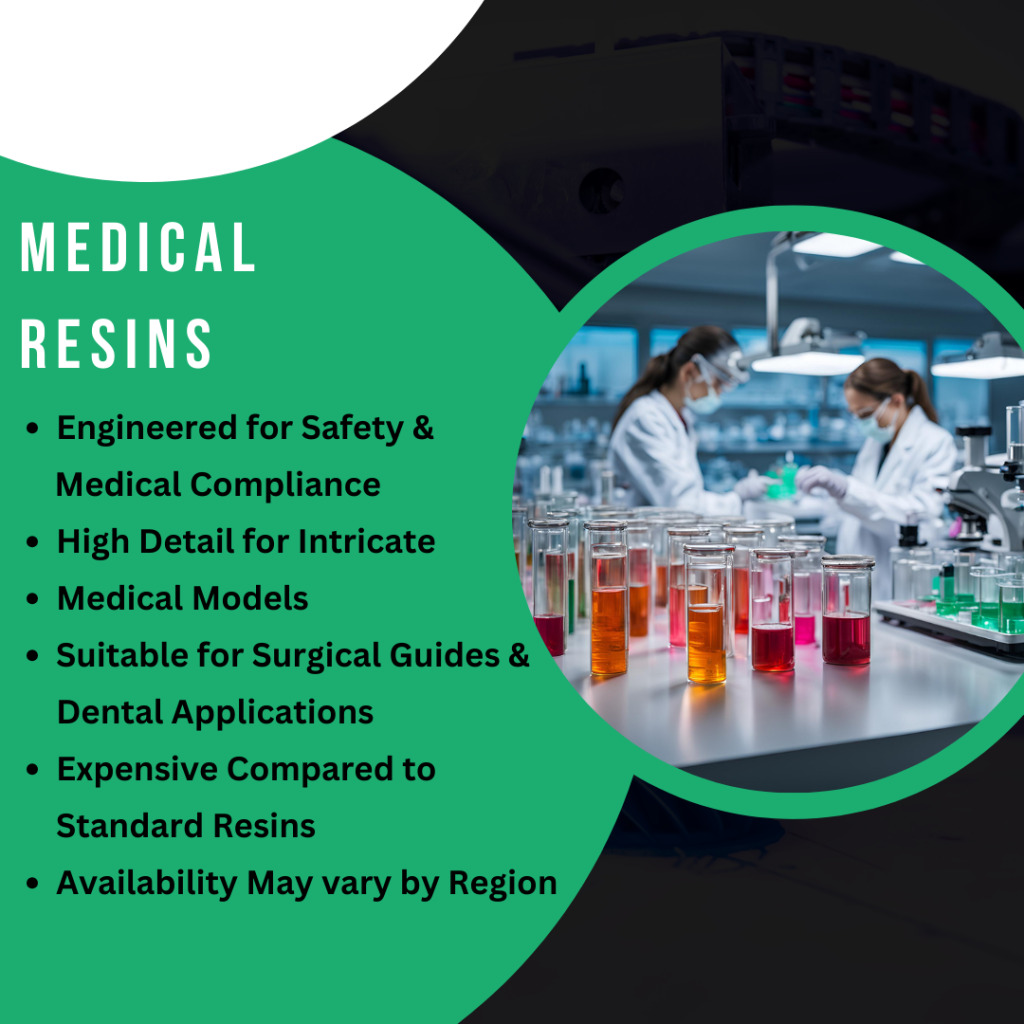 MEDICAL
RESINS
• Engineered for Safety &
Medical Compliance
• High Detail for Intricate
• Medical Models
• Suitable for Surgical Guides &
Dental Applications
• Expensive Compared to
Standard Resins
• Availability May vary by Region